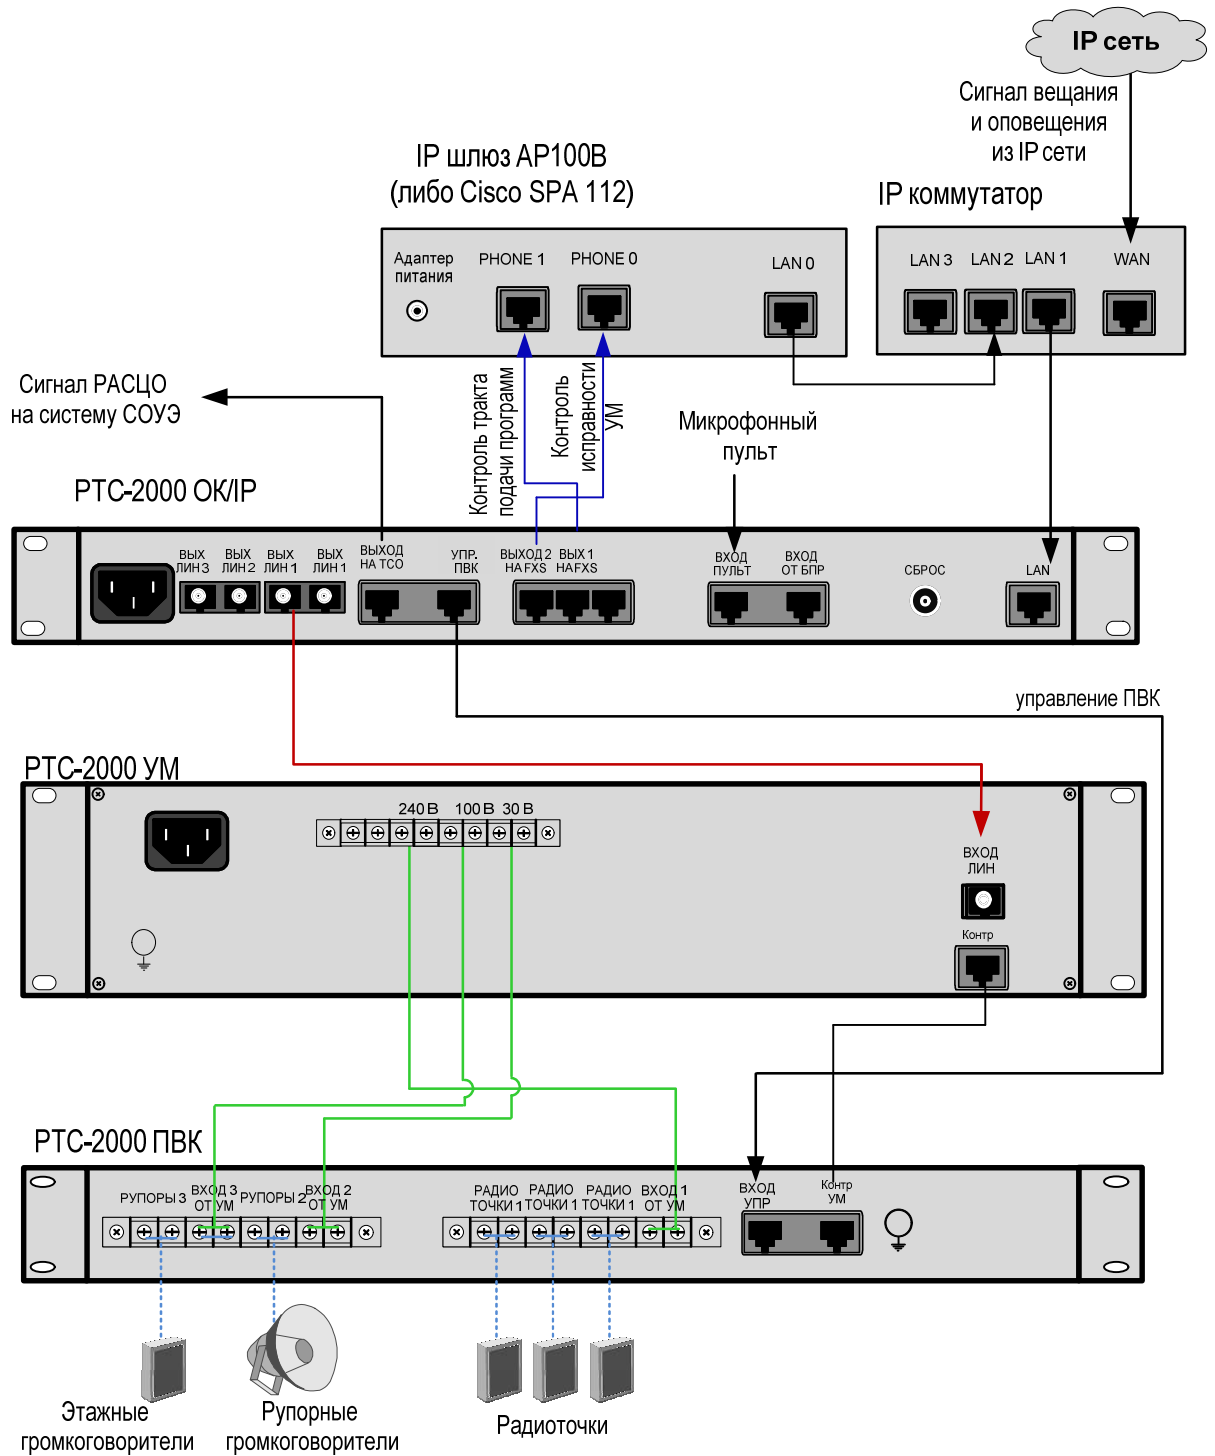 IP сеть
Сигнал вещания
и оповещения
из IP сети
IP шлюз AP100B
(либо Cisco SPA 112)
IP коммутатор
Адаптер
питания
PHONE 1
PHONE 0
LAN 0
LAN 3
LAN 2
LAN 1
WAN
Сигнал РАСЦО
на систему СОУЭ
Контроль тракта
подачи программ
Контроль
исправности
УМ
Микрофонный
пульт
РТС-2000 ОК/IP
ВЫХ
ЛИН 3
ВЫХ
ЛИН 2
ВЫХ
ЛИН 1
ВЫХ
ЛИН 1
ВЫХОД
НА ТСО
УПР.
ПВК
ВЫХОД 2
НА FXS
ВЫХ 1
НА FXS
ВХОД
ПУЛЬТ
ВХОД
ОТ БПР
СБРОС
LAN
управление ПВК
РТС-2000 УМ
240 В
100 В
30 В
ВХОД
ЛИН
Контр
РТС-2000 ПВК
РУПОРЫ 3
ВХОД 3
ОТ УМ
РУПОРЫ 2
ВХОД 2
ОТ УМ
РАДИО
ТОЧКИ 1
РАДИО
ТОЧКИ 1
РАДИО
ТОЧКИ 1
ВХОД 1
ОТ УМ
ВХОД
УПР
Контр
УМ
Этажные
громкоговорители
Рупорные
громкоговорители
Радиоточки